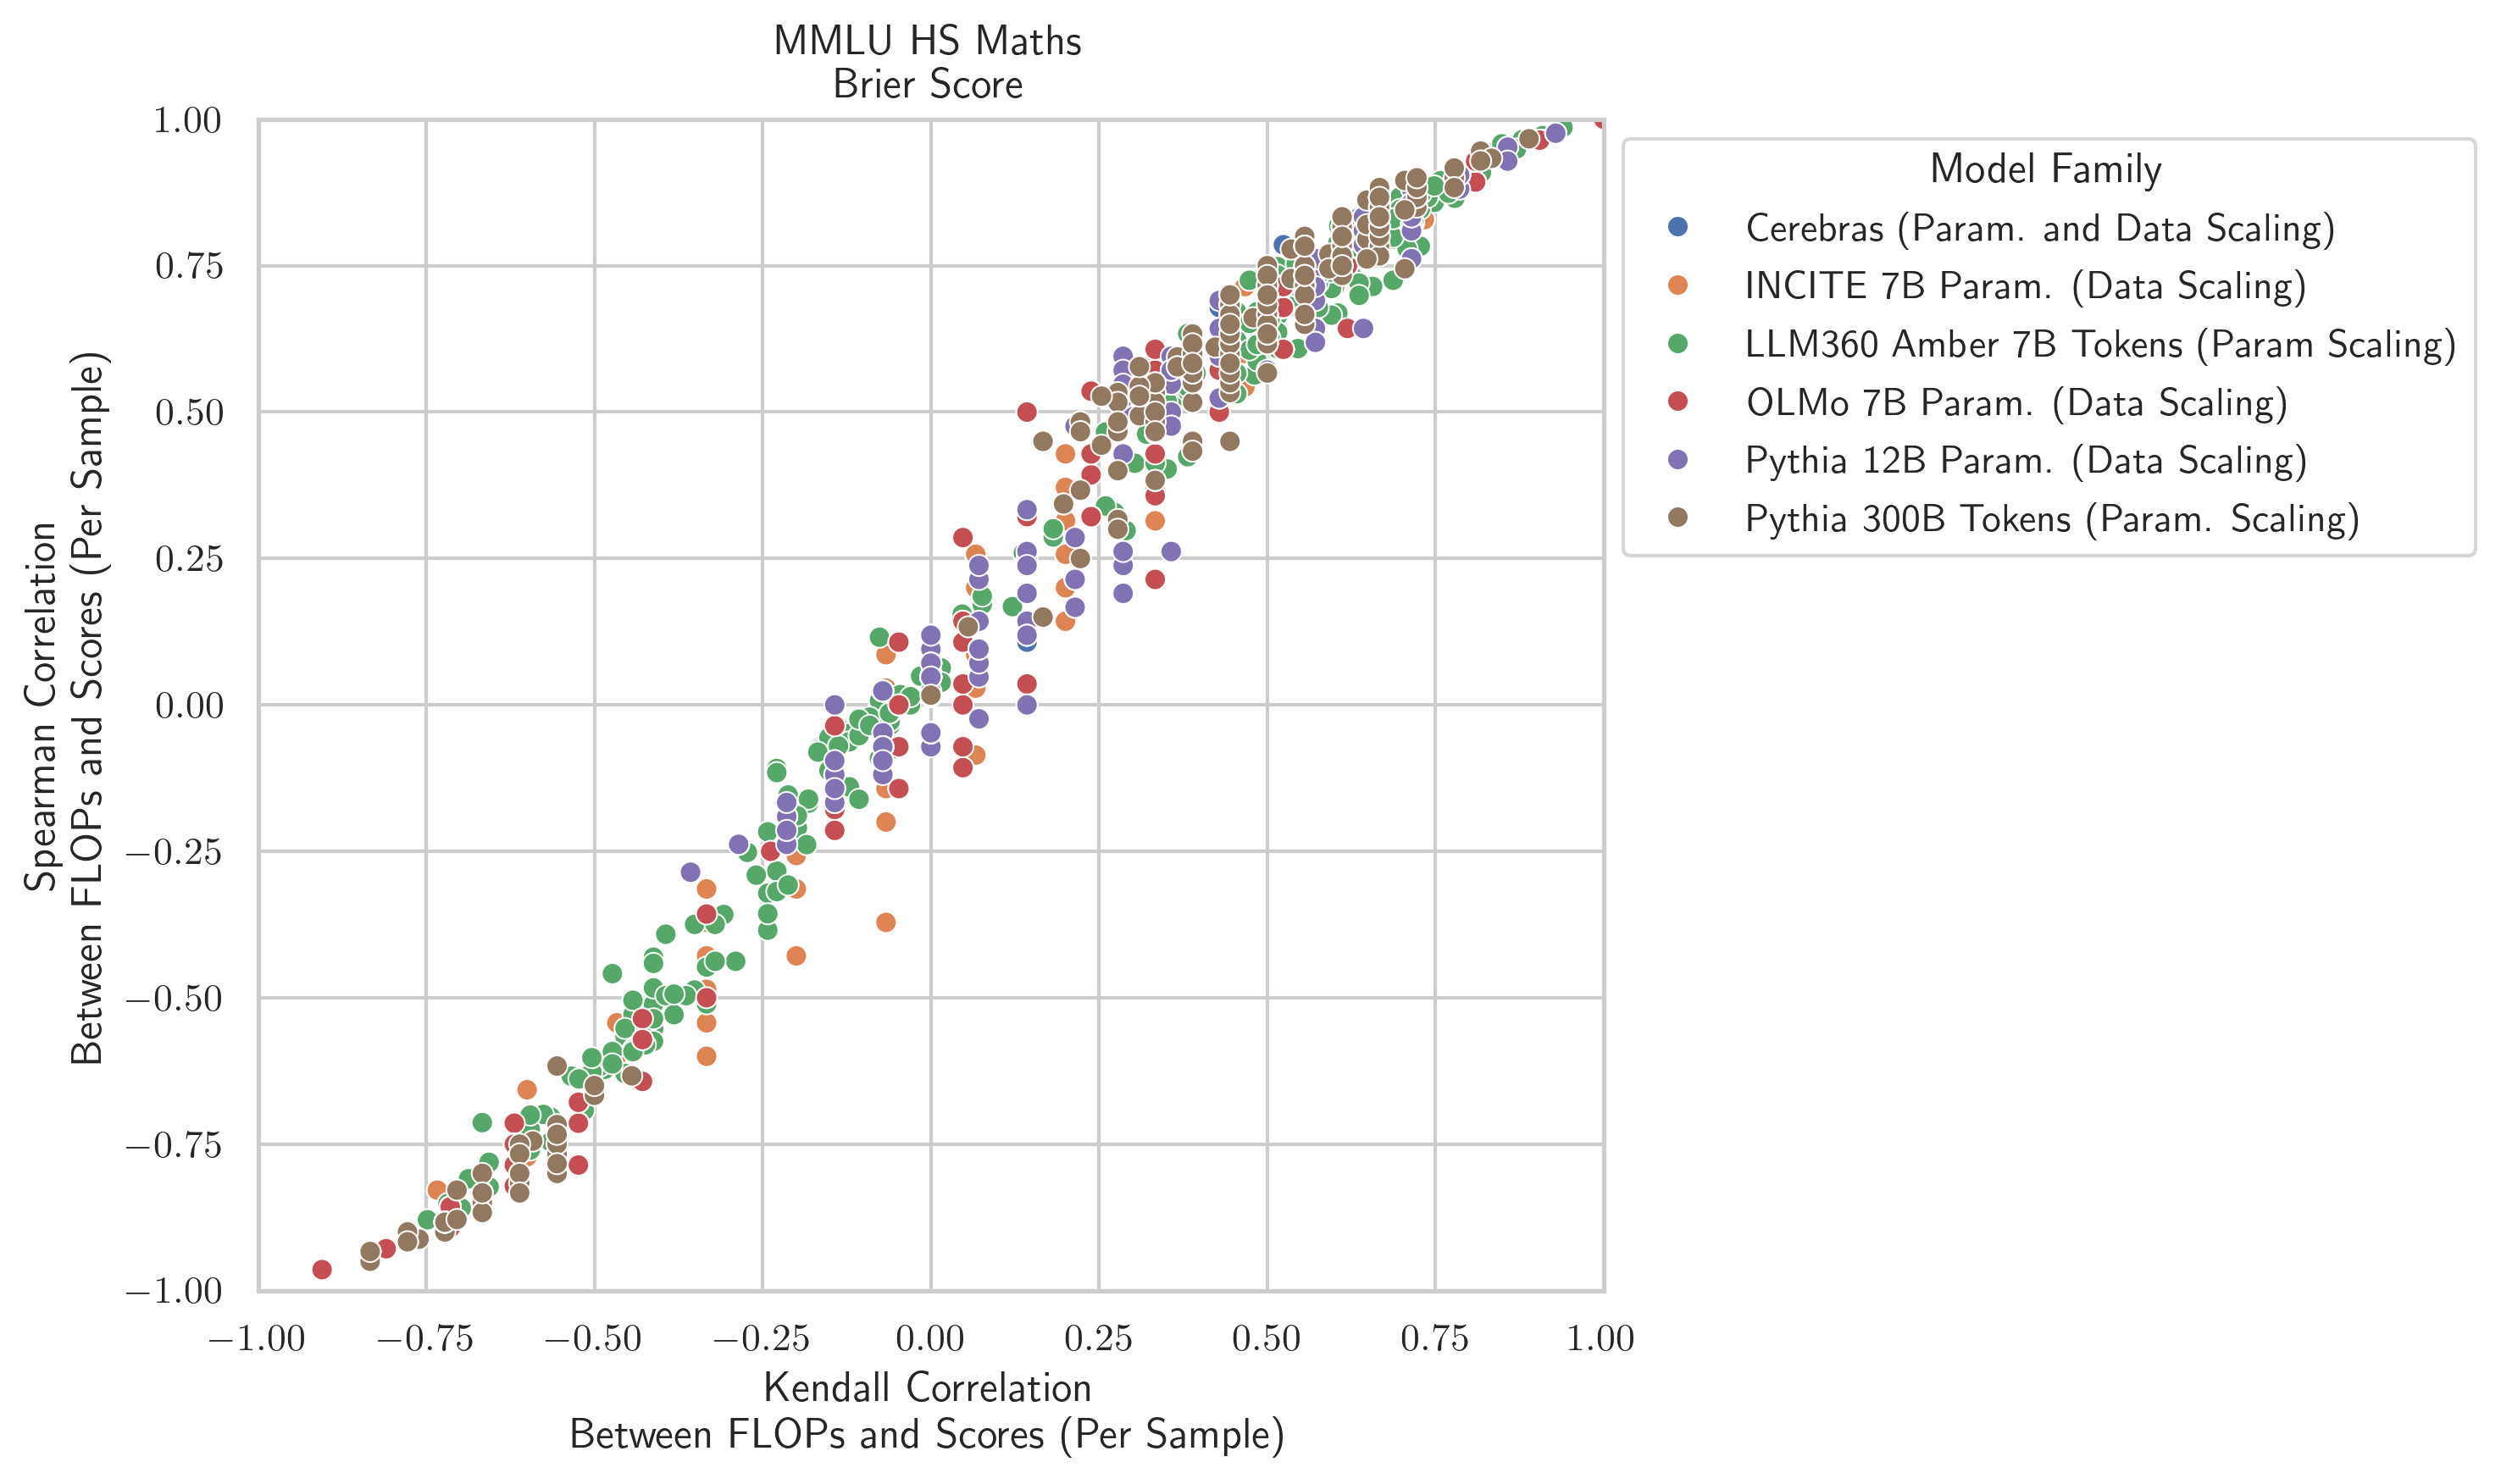 MMLU HS Maths
Brier Score
Spearman Correlation
Between FLOPs and Scores (Per Sample)
1.00
0.75
0.50
0.25
0.00
−0.25
−0.50
−0.75
−1.00
−1.00 −0.75 −0.50 −0.25 0.00 0.25 0.50 0.75 1.00
Kendall Correlation
Between FLOPs and Scores (Per Sample)
Model Family
Cerebras (Param. and Data Scaling)
INCITE 7B Param. (Data Scaling)
LLM360 Amber 7B Tokens (Param Scaling)
OLMo 7B Param. (Data Scaling)
Pythia 12B Param. (Data Scaling)
Pythia 300B Tokens (Param. Scaling)